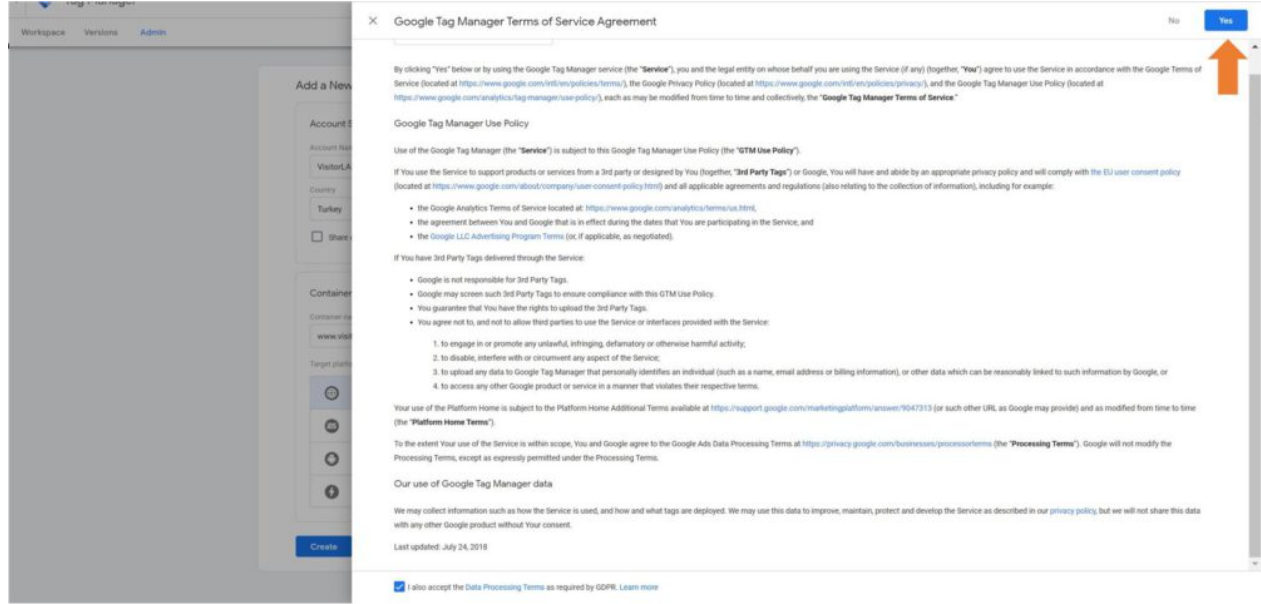 Tag Manager
Workspace Versions Admin
Google Tag Manager Terms of Service Agreement
No
Yes
Add a New
Account
Account
VisitorLA
Country
Turkey
Share
Container
Container
www.visit
Target
Create
By clicking "Yes" below or by using the Google Tag Manager service (the "Service"), you and the legal entity on whose behalf you are using the Service (if any) (together, "You") agree to use the Service in accordance with the Google Terms of
Service (located at https://www.google.com/intl/en/policies/terms/), the Google Privacy Policy (located at https://www.google.com/intl/en/policies/privacy/), and the Google Tag Manager Use Policy (located at
https://www.google.com/analytics/tag-manager/use-policy/), each as may be modified from time to time and collectively, the "Google Tag Manager Terms of Service."
Google Tag Manager Use Policy
Use of the Google Tag Manager (the "Service") is subject to this Google Tag Manager Use Policy (the "GTM Use Policy").
If You use the Service to support products or services from a 3rd party or designed by You (together, "3rd Party Tags") or Google, You will have and abide by an appropriate privacy policy and will comply with the EU user consent policy
(located at https://www.google.com/about/company/user-consent-policy.html) and all applicable agreements and regulations (also relating to the collection of information), including for example:
• the Google Analytics Terms of Service located at: https://www.google.com/analytics/terms/us.html,
• the agreement between You and Google that is in effect during the dates that You are participating in the Service, and
• the Google LLC Advertising Program Terms (or, if applicable, as negotiated).
If You have 3rd Party Tags delivered through the Service:
• Google is not responsible for 3rd Party Tags.
• Google may screen such 3rd Party Tags to ensure compliance with this GTM Use Policy.
• You guarantee that You have the rights to upload the 3rd Party Tags.
• You agree not to, and not to allow third parties to use the Service or interfaces provided with the Service:
1. to engage in or promote any unlawful, infringing, defamatory or otherwise harmful activity;
2. to disable, interfere with or circumvent any aspect of the Service;
3. to upload any data to Google Tag Manager that personally identifies an individual (such as a name, email address or billing information), or other data which can be reasonably linked to such information by Google, or
4. to access any other Google product or service in a manner that violates their respective terms.
Your use of the Platform Home is subject to the Platform Home Additional Terms available at https://support.google.com/marketingplatform/answer/9047313 (or such other URL as Google may provide) and as modified from time to time
(the "Platform Home Terms").
To the extent Your use of the Service is within scope, You and Google agree to the Google Ads Data Processing Terms at https://privacy.google.com/businesses/processorterms (the "Processing Terms"). Google will not modify the
Processing Terms, except as expressly permitted under the Processing Terms.
Our use of Google Tag Manager data
We may collect information such as how the Service is used, and how and what tags are deployed. We may use this data to improve, maintain, protect and develop the Service as described in our privacy policy, but we will not share this data
with any other Google product without Your consent.
Last updated: July 24, 2018
I also accept the Data Processing Terms as required by GDPR. Learn more